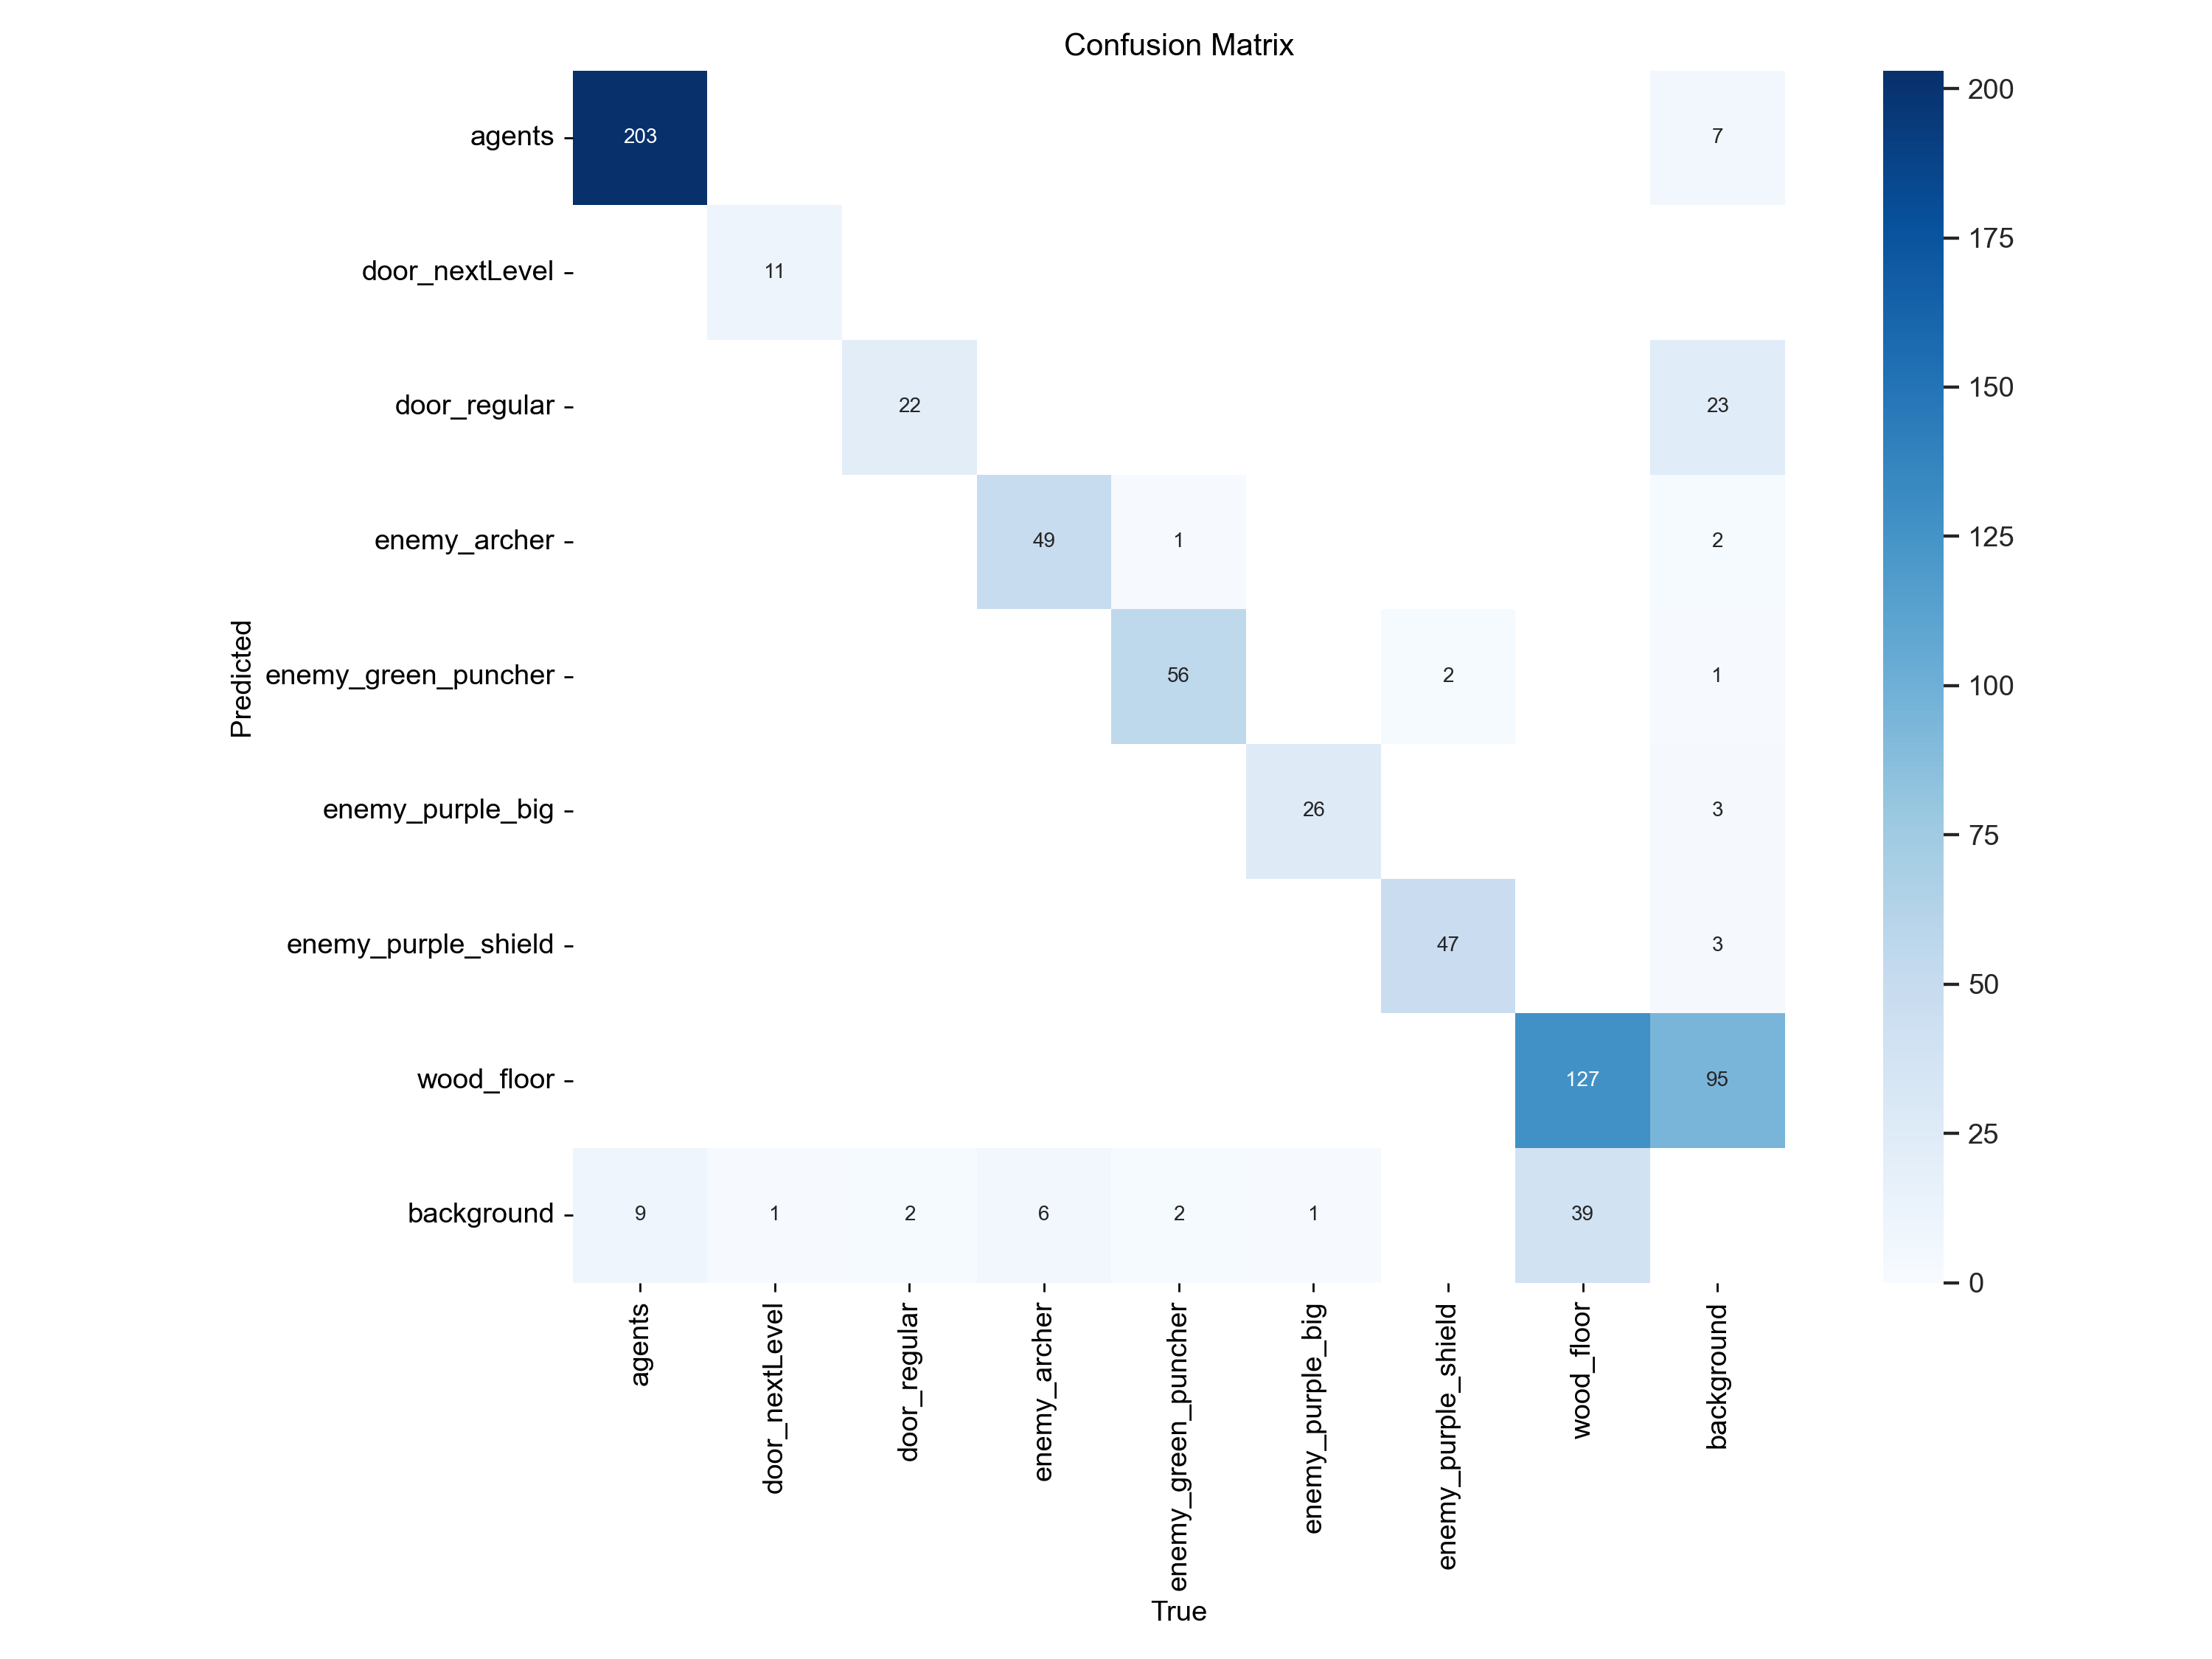 Confusion Matrix
Predicted
agents
203
7
door_nextLevel
11
door_regular
22
23
enemy_archer
49
1
2
enemy_green_puncher
56
2
1
enemy_purple_big
26
3
enemy_purple_shield
47
3
wood_floor
127
95
background
9
1
2
6
2
1
39
agents
door_nextLevel
door_regular
enemy_archer
enemy_green_puncher
enemy_purple_big
enemy_purple_shield
wood_floor
background
True
200
175
150
125
100
75
50
25
0